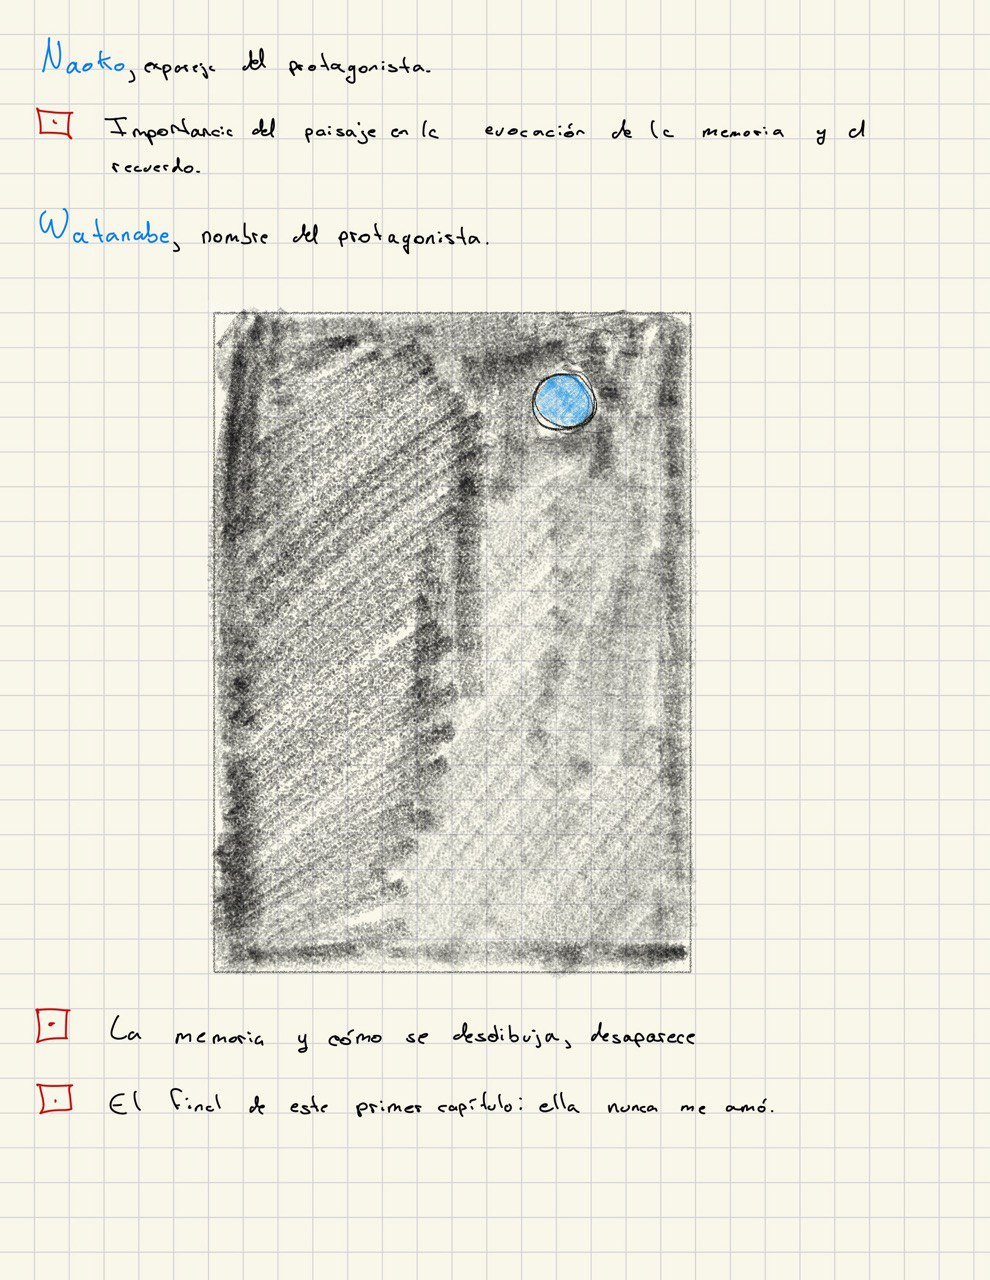 Naoko, expareja del protagonista.
Importancia del paisaje en la evocación de la memoria y el
recuerdo.
Watanabe, nombre del protagonista.
La memoria y cómo se desdibuja, desaparece
El final de este primer capítulo: ella nunca me amó.